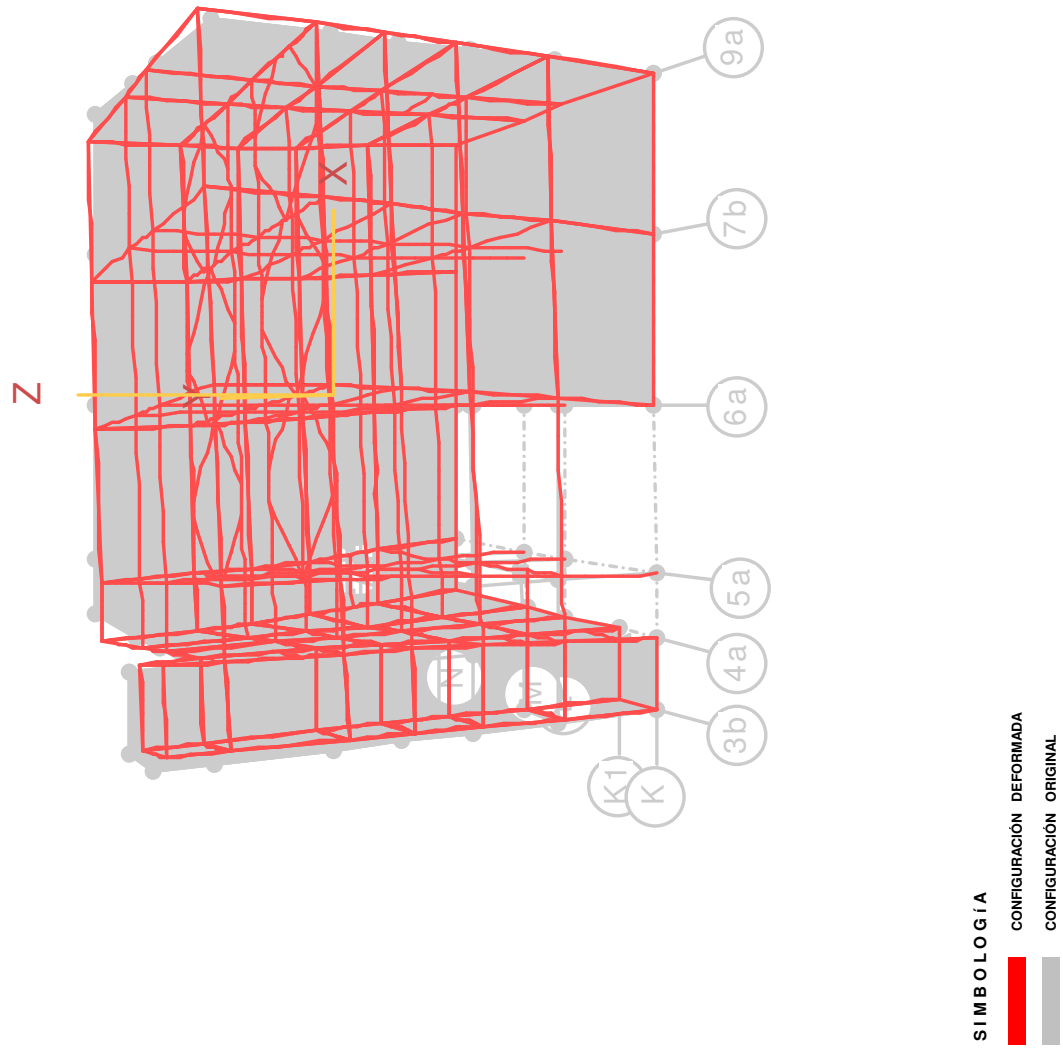 Z
X
Y
9a
7b
6a
5a
4a
3b
N
M
K1
K
SIMBOLOGíA
CONFIGURACIÓN DEFORMADA
CONFIGURACIÓN ORIGINAL